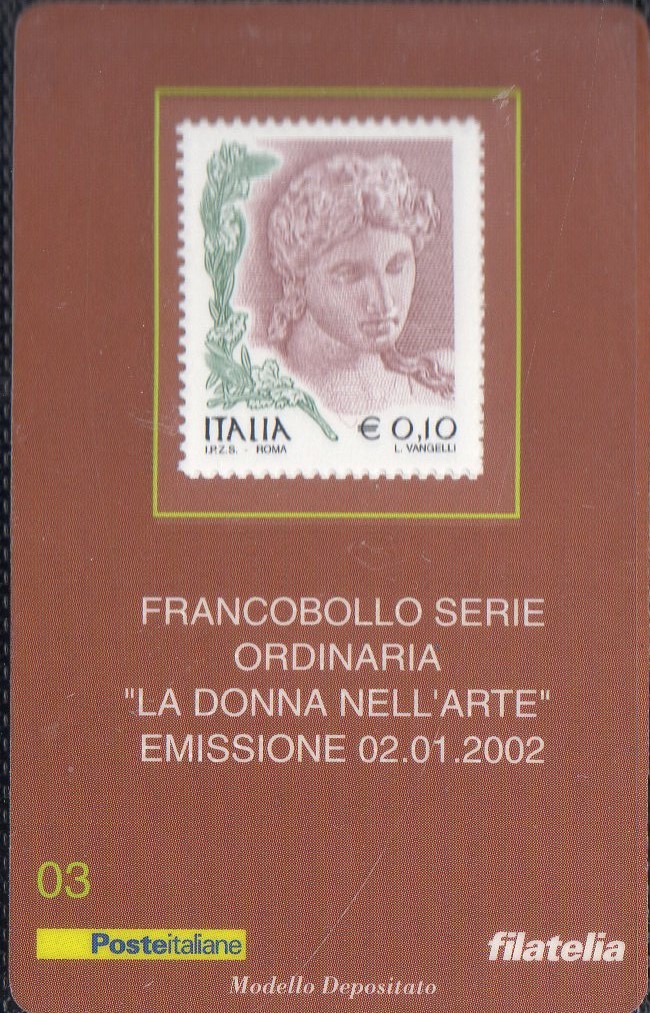 ITALIA
€ 0,10
I.P.Z.S. - ROMA
L. VANGELLI
FRANCOBOLLO SERIE
ORDINARIA
"LA DONNA NELL'ARTE"
EMISSIONE 02.01.2002
03
Posteitaliane
filatelia
Modello Depositato